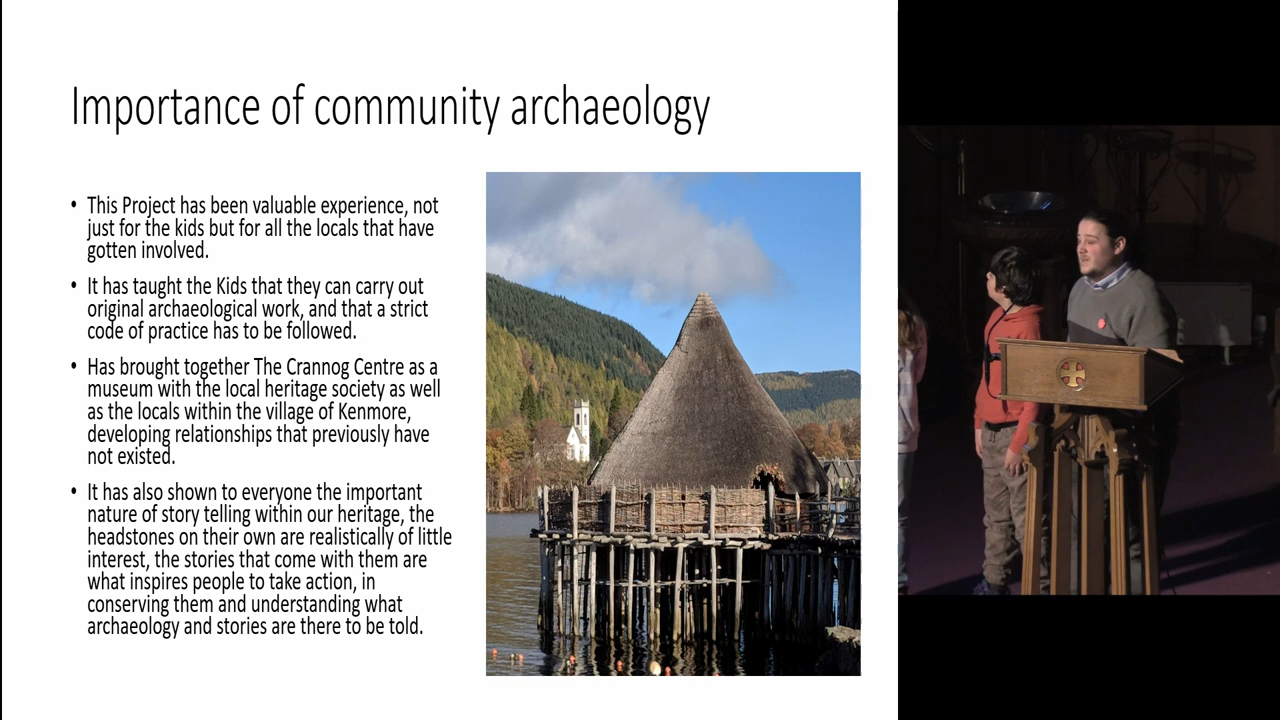 Importance of community archaeology
• This Project has been valuable experience, not
just for the kids but for all the locals that have
gotten involved.
• It has taught the Kids that they can carry out
original archaeological work, and that a strict
code of practice has to be followed.
• Has brought together The Crannog Centre as a
museum with the local heritage society as well
as the locals within the village of Kenmore,
developing relationships that previously have
not existed.
• It has also shown to everyone the important
nature of story telling within our heritage, the
headstones on their own are realistically of little
interest, the stories that come with them are
what inspires people to take action, in
conserving them and understanding what
archaeology and stories are there to be told.